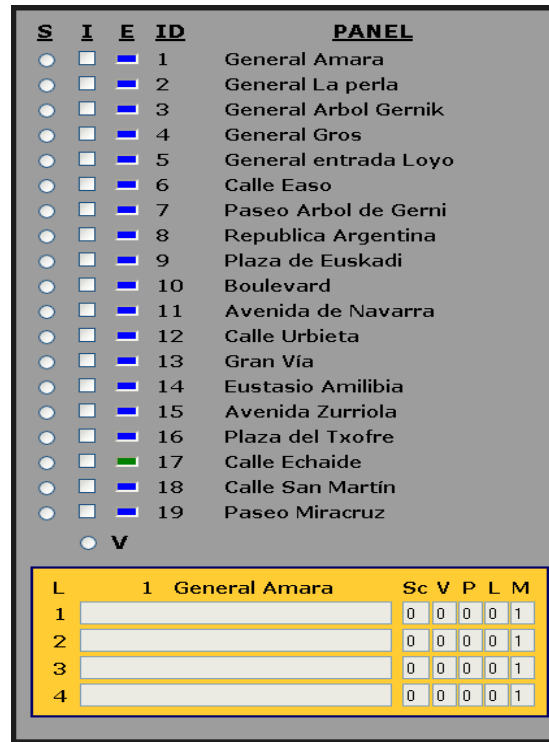 S I E ID PANEL
1 General Amara
2 General La perla
3 General Arbol Gernik
4 General Gros
5 General entrada Loyo
6 Calle Easo
7 Paseo Arbol de Gerni
8 Republica Argentina
9 Plaza de Euskadi
10 Boulevard
11 Avenida de Navarra
12 Calle Urbieta
13 Gran Vía
14 Eustasio Amilibia
15 Avenida Zurriola
16 Plaza del Txofre
17 Calle Echaide
18 Calle San Martín
19 Paseo Miracruz
V
L 1 General Amara Sc V P L M
1 0 0 0 0 1
2 0 0 0 0 1
3 0 0 0 0 1
4 0 0 0 0 1